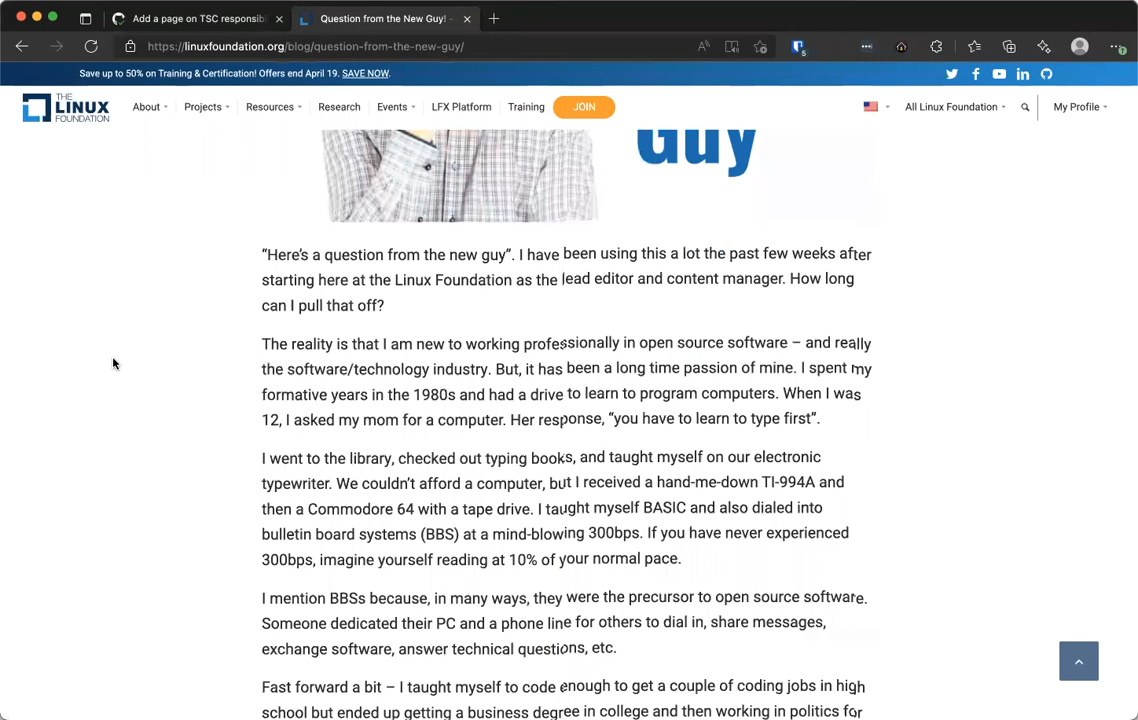 Add a page on TSC responsibi
Question from the New Guy! -
https://linuxfoundation.org/blog/question-from-the-new-guy/
5
Save up to 50% on Training & Certification! Offers end April 19. SAVE NOW.
THE LINUX FOUNDATION
About Projects Resources Research Events LFX Platform Training JOIN All Linux Foundation My Profile
Guy
“Here’s a question from the new guy”. I have been using this a lot the past few weeks after
starting here at the Linux Foundation as the lead editor and content manager. How long
can I pull that off?
The reality is that I am new to working professionally in open source software – and really
the software/technology industry. But, it has been a long time passion of mine. I spent my
formative years in the 1980s and had a drive to learn to program computers. When I was
12, I asked my mom for a computer. Her response, “you have to learn to type first”.
I went to the library, checked out typing books, and taught myself on our electronic
typewriter. We couldn’t afford a computer, but I received a hand-me-down TI-994A and
then a Commodore 64 with a tape drive. I taught myself BASIC and also dialed into
bulletin board systems (BBS) at a mind-blowing 300bps. If you have never experienced
300bps, imagine yourself reading at 10% of your normal pace.
I mention BBSs because, in many ways, they were the precursor to open source software.
Someone dedicated their PC and a phone line for others to dial in, share messages,
exchange software, answer technical questions, etc.
Fast forward a bit – I taught myself to code enough to get a couple of coding jobs in high
school but ended up getting a business degree in college and then working in politics for